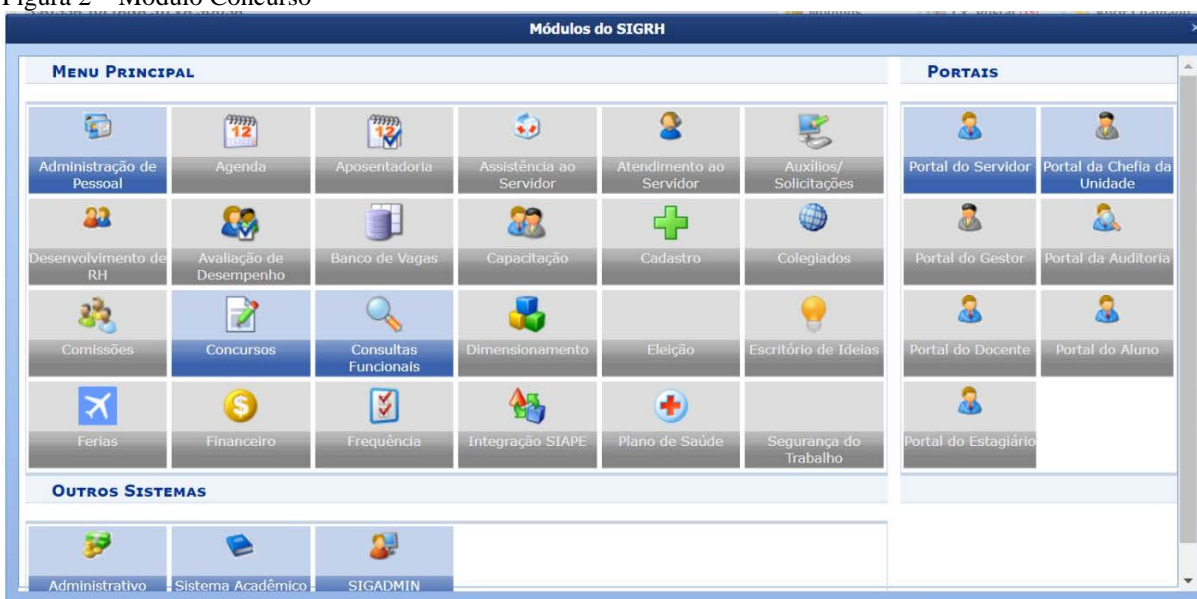 Figura 2 – Módulo Concurso
Módulos do SIGRH
MENU PRINCIPAL
PORTAIS
Administração de
Pessoal
Agenda
Aposentadoria
Assistência ao
Servidor
Atendimento ao
Servidor
Auxílios/
Solicitações
Portal do Servidor
Portal da Chefia da
Unidade
Desenvolvimento de
RH
Avaliação de
Desempenho
Banco de Vagas
Capacitação
Cadastro
Colegiados
Portal do Gestor
Portal da Auditoria
Comissões
Concursos
Consultas
Funcionais
Dimensionamento
Eleição
Escritório de Ideias
Portal do Docente
Portal do Aluno
Ferias
Financeiro
Frequência
Integração SIAPE
Plano de Saúde
Segurança do
Trabalho
Portal do Estagiário
OUTROS SISTEMAS
Administrativo
Sistema Acadêmico
SIGADMIN